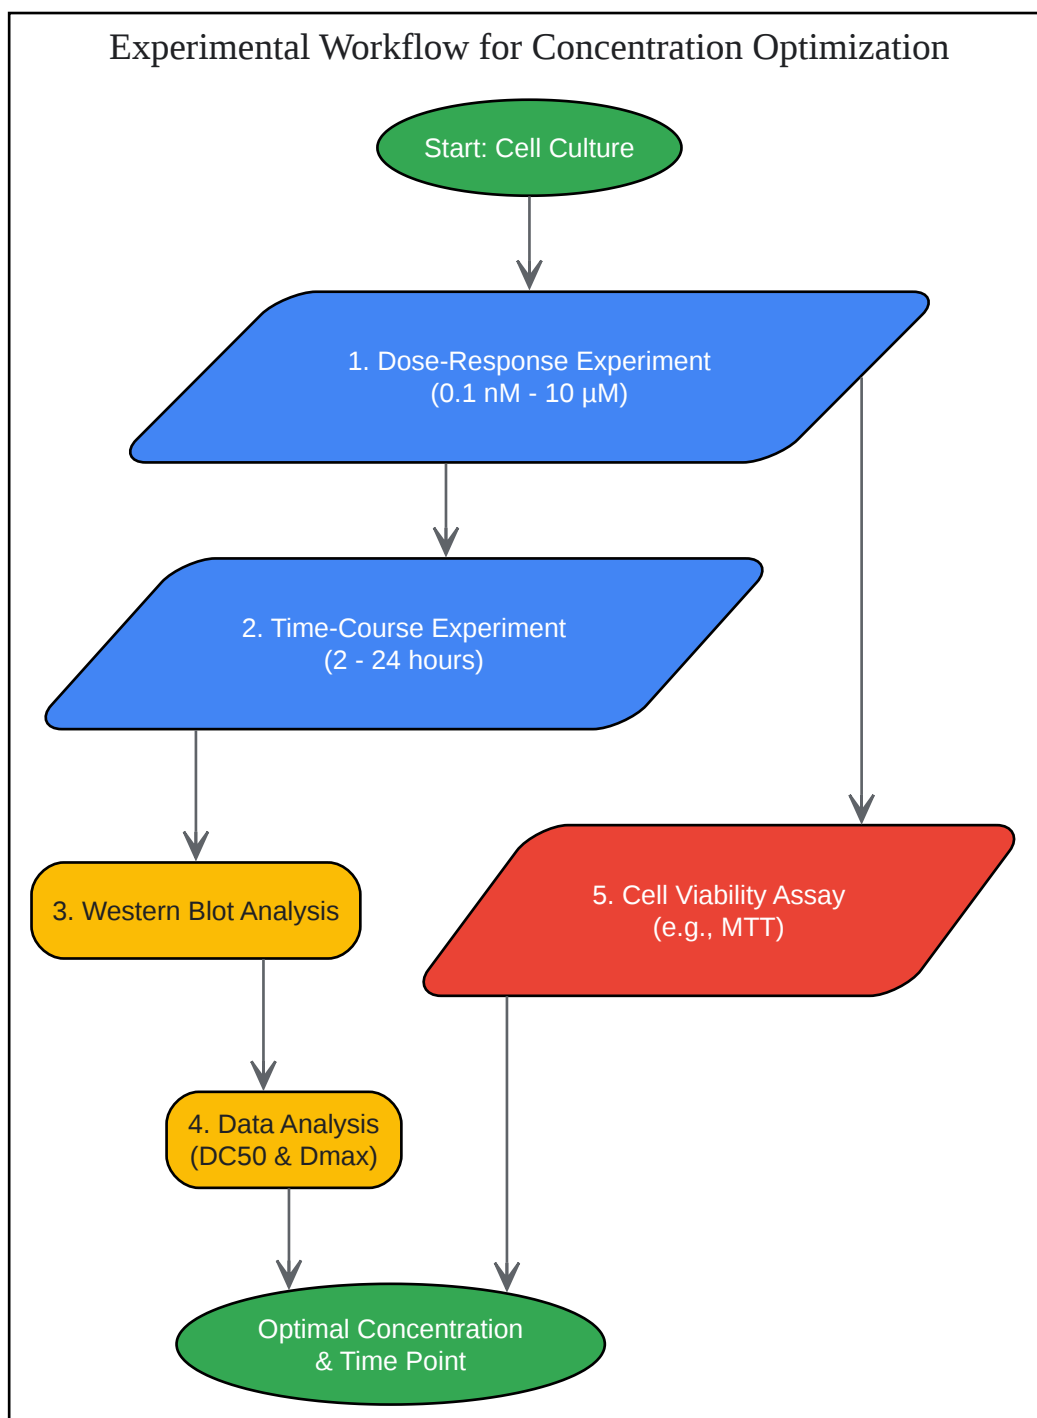 Experimental Workflow for Concentration Optimization
Start: Cell Culture
1. Dose-Response Experiment
(0.1 nM - 10 µM)
2. Time-Course Experiment
(2 - 24 hours)
3. Western Blot Analysis
5. Cell Viability Assay
(e.g., MTT)
4. Data Analysis
(DC50 & Dmax)
Optimal Concentration
& Time Point